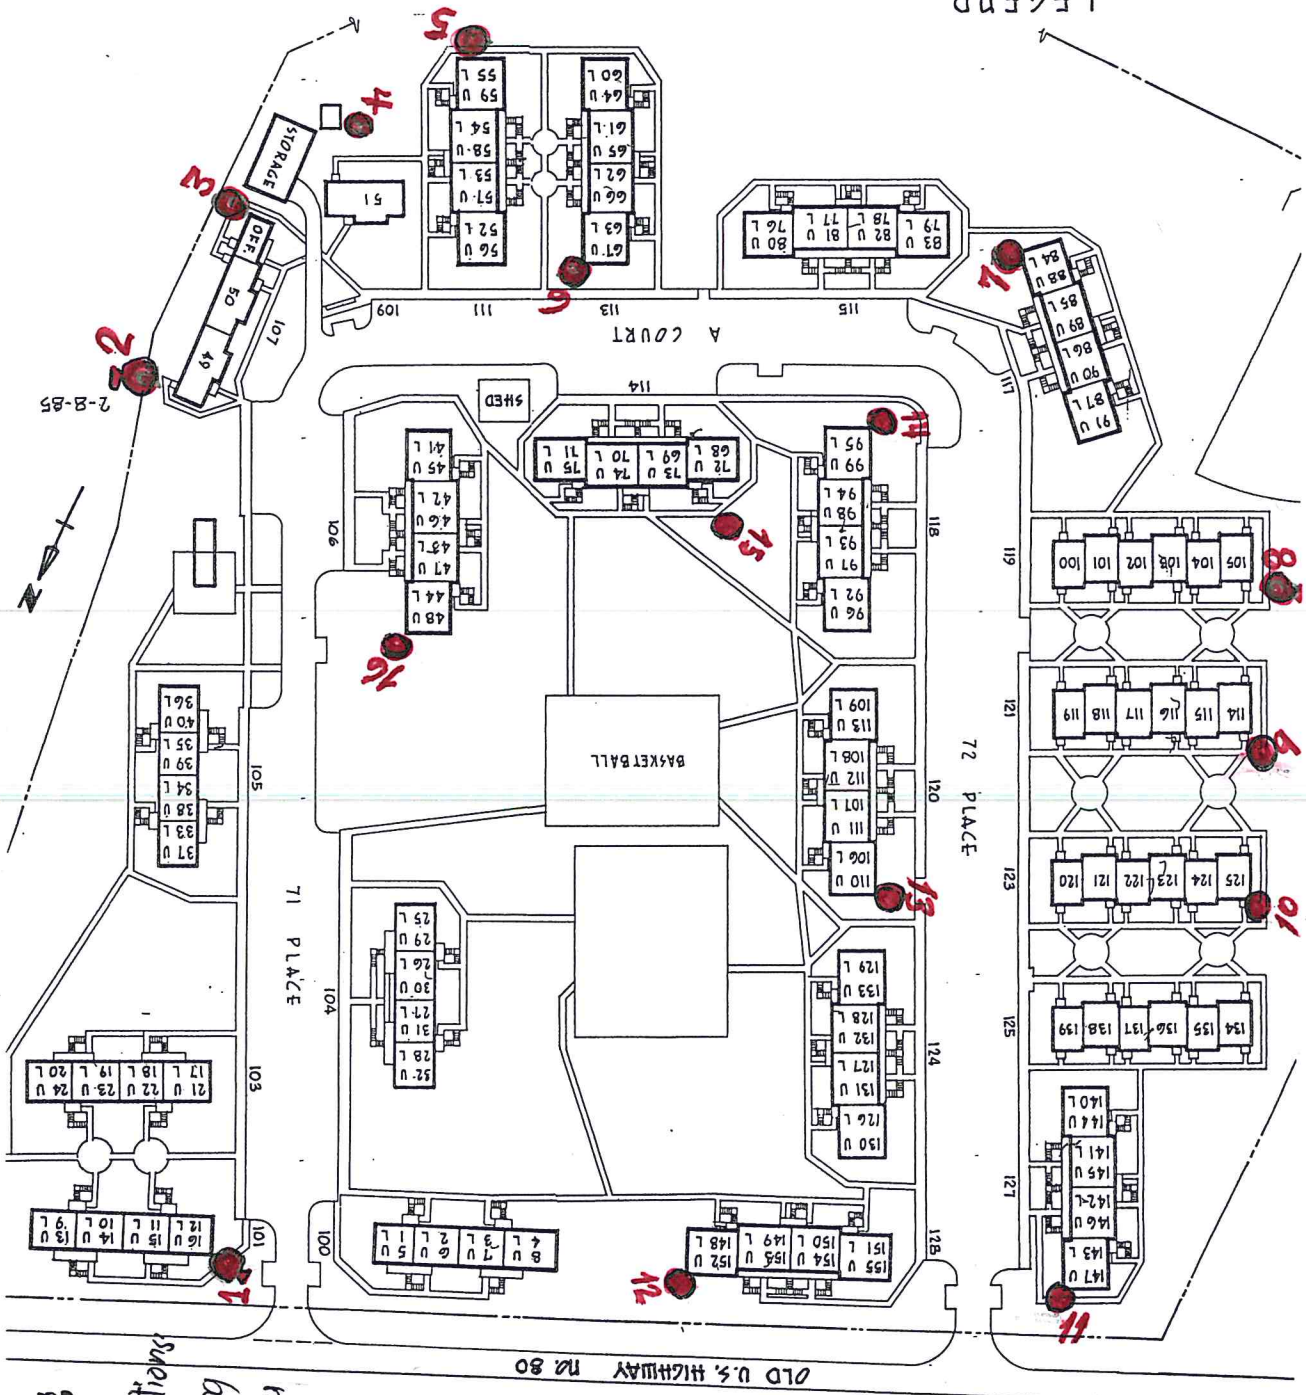 OLD U.S. HIGHWAY NO. 80
11
147 U
143 L
146 U
142 L
145 U
141 L
144 U
140 L
127
128
155 U 154 U 153 U 152 U
151 L 150 L 149 L 148 L
12
8 U 7 U 6 U 5 U
4 L 3 L 2 L 1 L
100
101
1
16 U 15 U 14 U 13 U
12 L 11 L 10 L 9 L
134 135 136 137 138 139
125
130 U
126 L
131 U
127 L
132 U
128 L
133 U
129 L
124
32 U
28 L
31 U
27 L
30 U
26 L
29 U
25 L
104
71 PLACE
103
21 U 22 U 23 U 24 U
17 L 18 L 19 L 20 L
10
125 124 123 122 121 120
123
13
110 U
106 L
111 U
107 L
112 U
108 L
113 U
109 L
120
72 PLACE
BASKETBALL
105
37 U
33 L
38 U
34 L
39 U
35 L
40 U
36 L
9
114 115 116 117 118 119
121
8
105 104 103 102 101 100
119
96 U
92 L
97 U
93 L
98 U
94 L
99 U
95 L
118
14
15
72 U 73 U 74 U 75 U
68 L 69 L 70 L 71 L
114
SHED
16
48 U
44 L
47 U
43 L
46 U
42 L
45 U
41 L
106
N
2-8-85
2
49
50
OFF.
107
3
91 U
87 L
90 U
86 L
89 U
85 L
88 U
84 L
117
7
A COURT
115
83 U 82 U 81 U 80 U
79 L 78 L 77 L 76 L
113
6
67 U
63 L
66 U
62 L
65 U
61 L
64 U
60 L
111
56 U
52 L
57 U
53 L
58 U
54 L
59 U
55 L
5
109
51
STORAGE
4
LEGEND